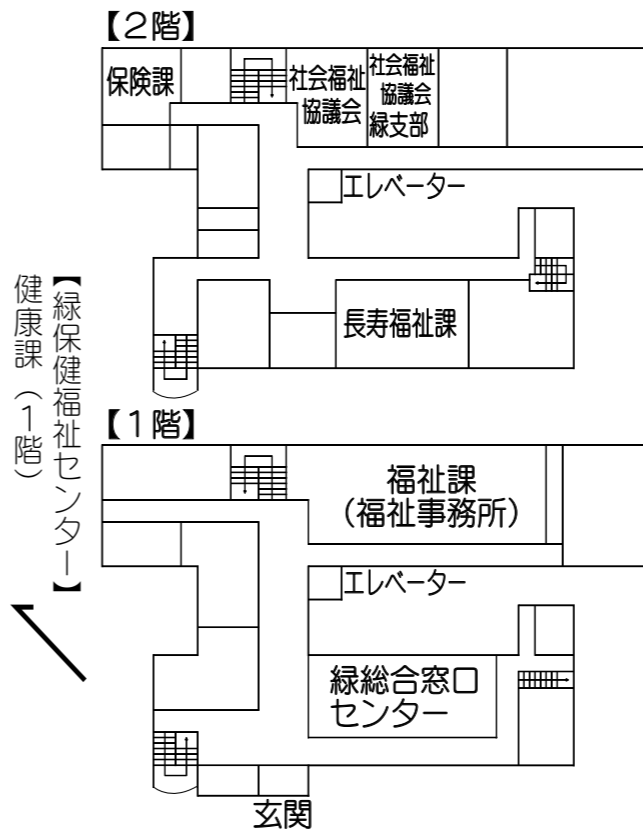 【2階】
保険課
社会福祉
協議会
社会福祉
協議会
緑支部
エレベーター
長寿福祉課
【緑保健福祉センター】
健康課（1階）
【1階】
福祉課
（福祉事務所）
エレベーター
緑総合窓口
センター
玄関